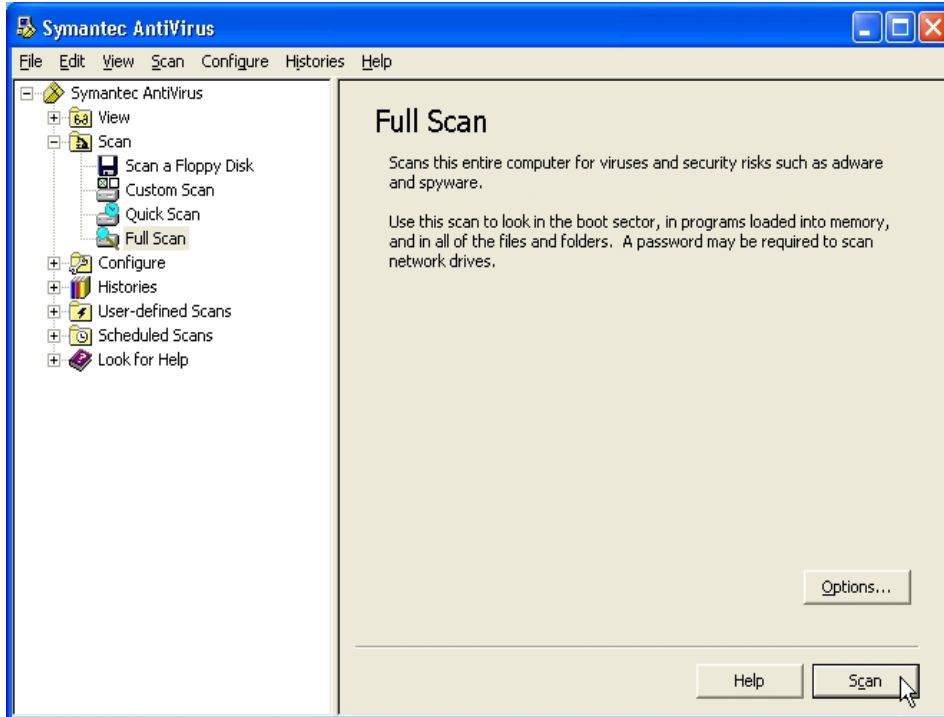 Symantec AntiVirus
File Edit View Scan Configure Histories Help
Symantec AntiVirus
View
Scan
Scan a Floppy Disk
Custom Scan
Quick Scan
Full Scan
Configure
Histories
User-defined Scans
Scheduled Scans
Look for Help
Full Scan
Scans this entire computer for viruses and security risks such as adware
and spyware.
Use this scan to look in the boot sector, in programs loaded into memory,
and in all of the files and folders. A password may be required to scan
network drives.
Options...
Help
Scan